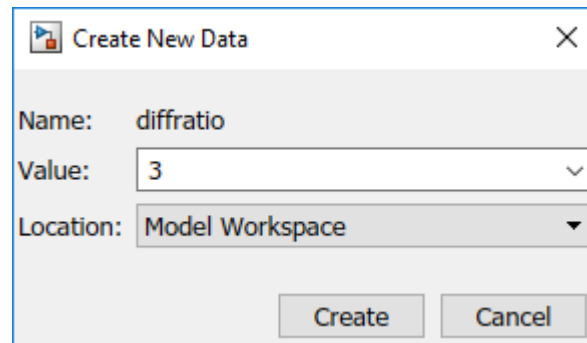 Create New Data
Name: diffratio
Value: 3
Location: Model Workspace
Create Cancel